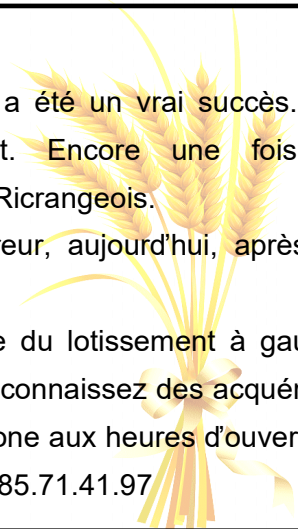 a été un vrai succès.
t. Encore une fois
Ricrangeois.
reur, aujourd'hui, après
e du lotissement à gau
connaissez des acquér
one aux heures d'ouver
85.71.41.97